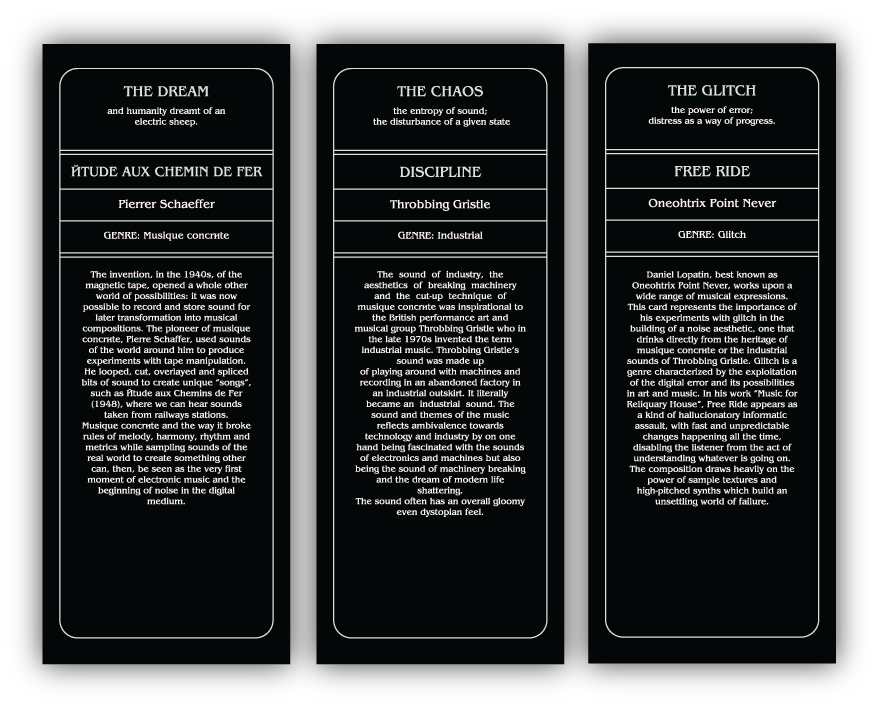 THE DREAM
and humanity dreamt of an
electric sheep.
ЙTUDE AUX CHEMIN DE FER
Pierrer Schaeffer
GENRE: Musique concrиte
The invention, in the 1940s, of the
magnetic tape, opened a whole other
world of possibilities: it was now
possible to record and store sound for
later transformation into musical
compositions. The pioneer of musique
concrиte, Pierre Schaffer, used sounds
of the world around him to produce
experiments with tape manipulation.
He looped, cut, overlayed and spliced
bits of sound to create unique "songs",
such as Йtude aux Chemins de Fer
(1948), where we can hear sounds
taken from railways stations.
Musique concrиte and the way it broke
rules of melody, harmony, rhythm and
metrics while sampling sounds of the
real world to create something other
can, then, be seen as the very first
moment of electronic music and the
beginning of noise in the digital
medium.
THE CHAOS
the entropy of sound;
the disturbance of a given state
DISCIPLINE
Throbbing Gristle
GENRE: Industrial
The sound of industry, the
aesthetics of breaking machinery
and the cut-up technique of
musique concrиte was inspirational to
the British performance art and
musical group Throbbing Gristle who in
the late 1970s invented the term
industrial music. Throbbing Gristle's
sound was made up
of playing around with machines and
recording in an abandoned factory in
an industrial outskirt. It literally
became an industrial sound. The
sound and themes of the music
reflects ambivalence towards
technology and industry by on one
hand being fascinated with the sounds
of electronics and machines but also
being the sound of machinery breaking
and the dream of modern life
shattering.
The sound often has an overall gloomy
even dystopian feel.
THE GLITCH
the power of error;
distress as a way of progress.
FREE RIDE
Oneohtrix Point Never
GENRE: Glitch
Daniel Lopatin, best known as
Oneohtrix Point Never, works upon a
wide range of musical expressions.
This card represents the importance of
his experiments with glitch in the
building of a noise aesthetic, one that
drinks directly from the heritage of
musique concrиte or the industrial
sounds of Throbbing Gristle. Glitch is a
genre characterized by the exploitation
of the digital error and its possibilities
in art and music. In his work "Music for
Reliquary House", Free Ride appears as
a kind of hallucionatory informatic
assault, with fast and unpredictable
changes happening all the time,
disabling the listener from the act of
understanding whatever is going on.
The composition draws heavily on the
power of sample textures and
high-pitched synths which build an
unsettling world of failure.